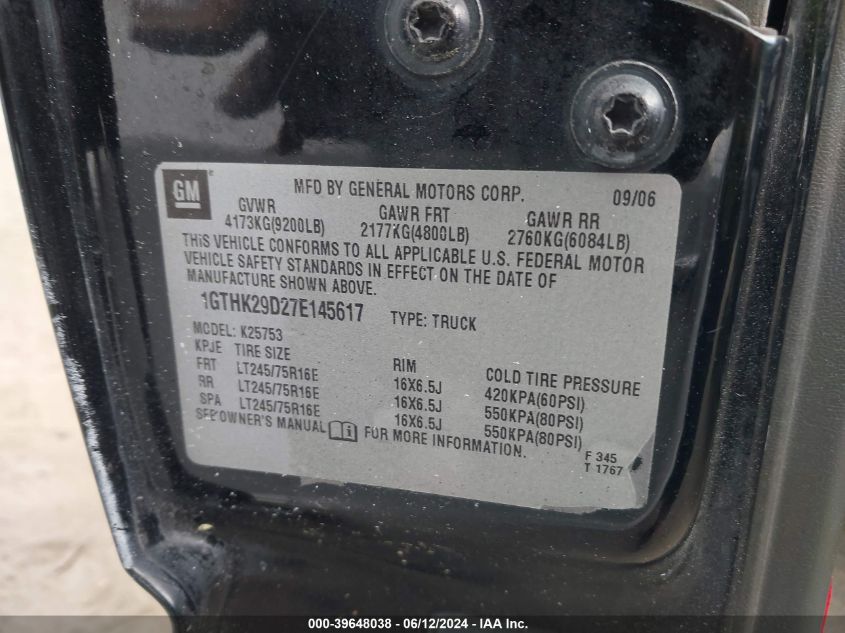 GM ® MFD BY GENERAL MOTORS CORP. 09/06
GVWR GAWR FRT GAWR RR
4173KG(9200LB) 2177KG(4800LB) 2760KG(6084LB)
THIS VEHICLE CONFORMS TO ALL APPLICABLE U.S. FEDERAL MOTOR
VEHICLE SAFETY STANDARDS IN EFFECT ON THE DATE OF
MANUFACTURE SHOWN ABOVE.
1GTHK29D27E145617 TYPE: TRUCK
MODEL: K25753
KPJE TIRE SIZE RIM COLD TIRE PRESSURE
FRT LT245/75R16E 16X6.5J 420KPA(60PSI)
RR LT245/75R16E 16X6.5J 550KPA(80PSI)
SPA LT245/75R16E 16X6.5J 550KPA(80PSI)
SEE OWNER'S MANUAL FOR MORE INFORMATION.
F 345
T 1767
000-39648038 - 06/12/2024 - IAA Inc.